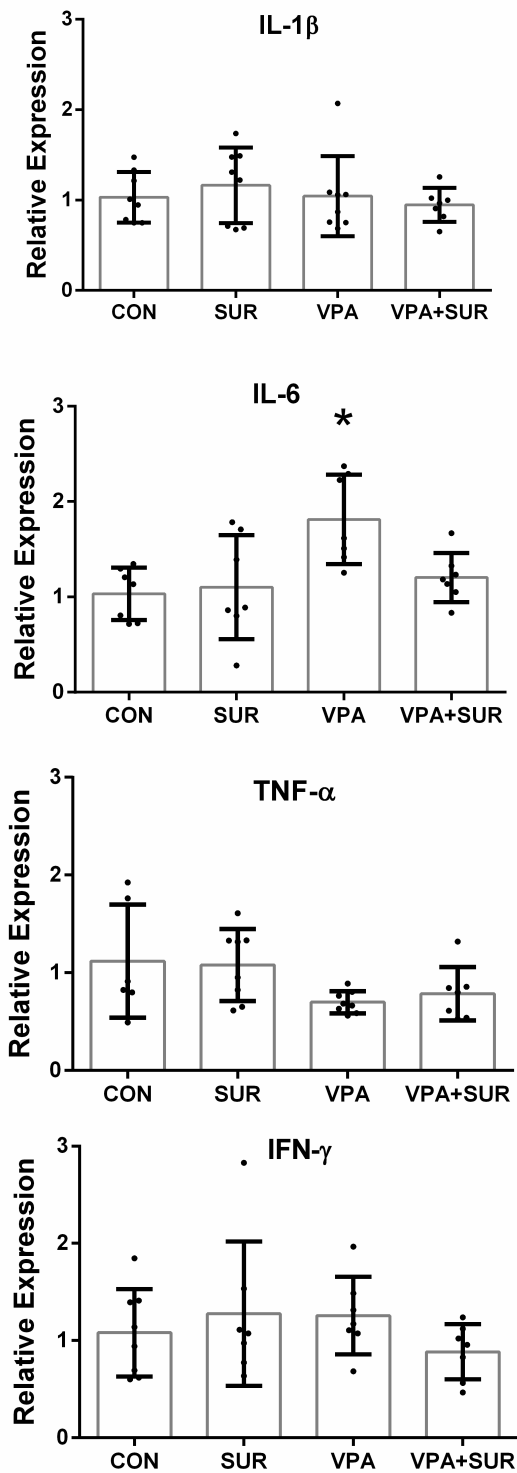 IL-1β
Relative Expression
3
2
1
0
CON SUR VPA VPA+SUR
IL-6
*
Relative Expression
3
2
1
0
CON SUR VPA VPA+SUR
TNF-α
Relative Expression
3
2
1
0
CON SUR VPA VPA+SUR
IFN-γ
Relative Expression
3
2
1
0
CON SUR VPA VPA+SUR